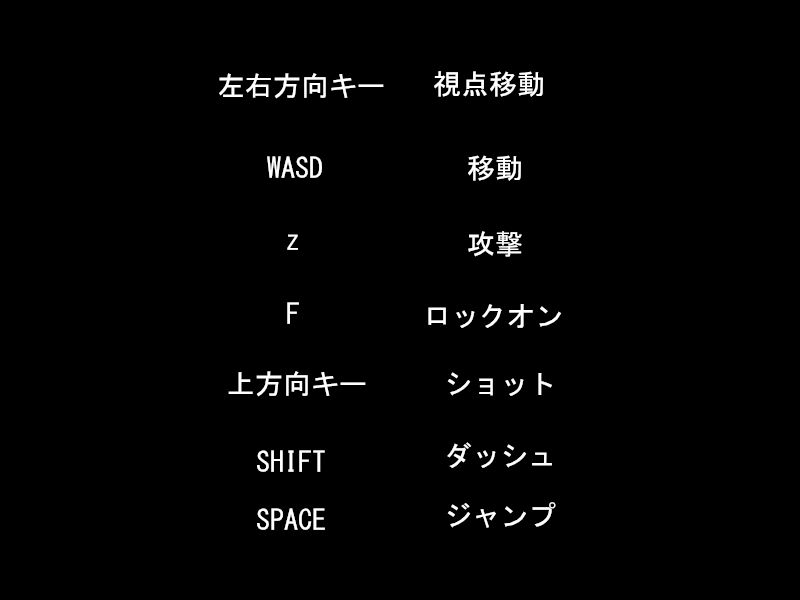 左右方向キー 視点移動
WASD 移動
z 攻撃
F ロックオン
上方向キー ショット
SHIFT ダッシュ
SPACE ジャンプ